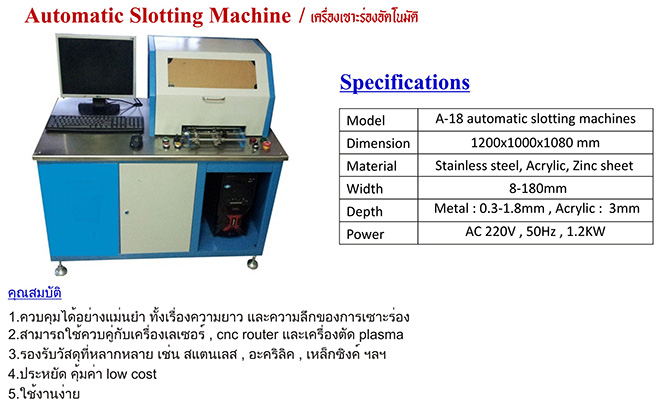 Automatic Slotting Machine / เครื่องเซาะร่องอัตโนมัติ
Specifications
Model A-18 automatic slotting machines
Dimension 1200x1000x1080 mm
Material Stainless steel, Acrylic, Zinc sheet
Width 8-180mm
Depth Metal : 0.3-1.8mm , Acrylic : 3mm
Power AC 220V , 50Hz , 1.2KW
คุณสมบัติ
1.ควบคุมได้อย่างแม่นยำ ทั้งเรื่องความยาว และความลึกของการเซาะร่อง
2.สามารถใช้ควบคู่กับเครื่องเลเซอร์ , cnc router และเครื่องตัด plasma
3.รองรับวัสดุที่หลากหลาย เช่น สแตนเลส , อะคริลิค , เหล็กซิงค์ ฯลฯ
4.ประหยัด คุ้มค่า low cost
5.ใช้งานง่าย